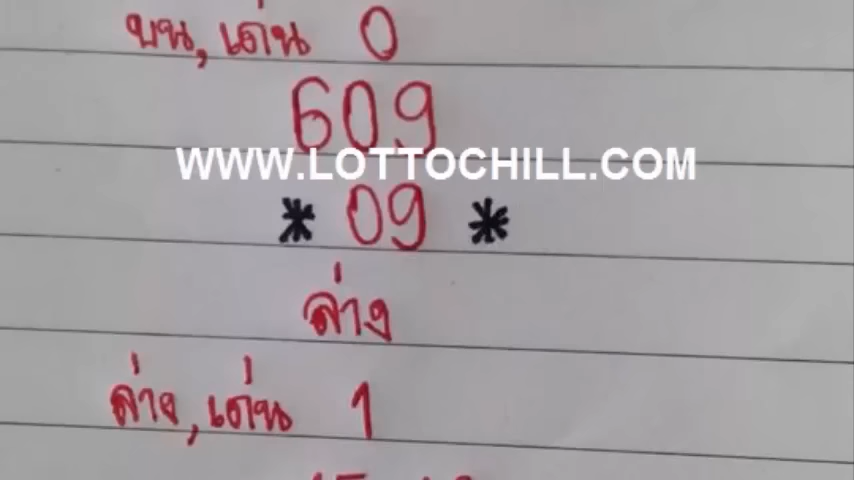 บน, เด่น 0
609
WWW.LOTTOCHILL.COM
* 09 *
ล่าง
ล่าง, เด่น 1